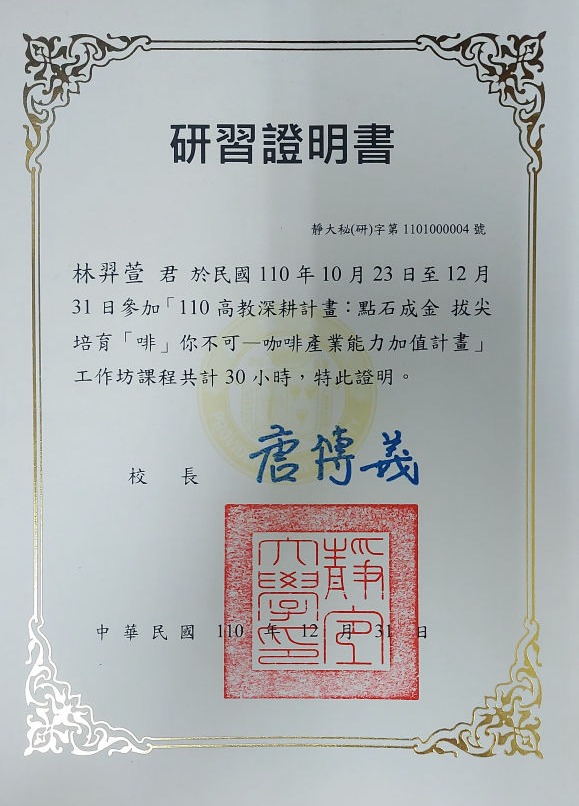 研習證明書
靜大秘(研)字第 1101000004 號
林羿萱 君 於民國 110 年 10 月 23 日至 12 月
31 日參加「110 高教深耕計畫：點石成金 拔尖
培育「啡」你不可—咖啡產業能力加值計畫」
工作坊課程共計 30 小時，特此證明。
校長 唐傳義
靜宜大學印
中華民國 110 年 12 月 31 日